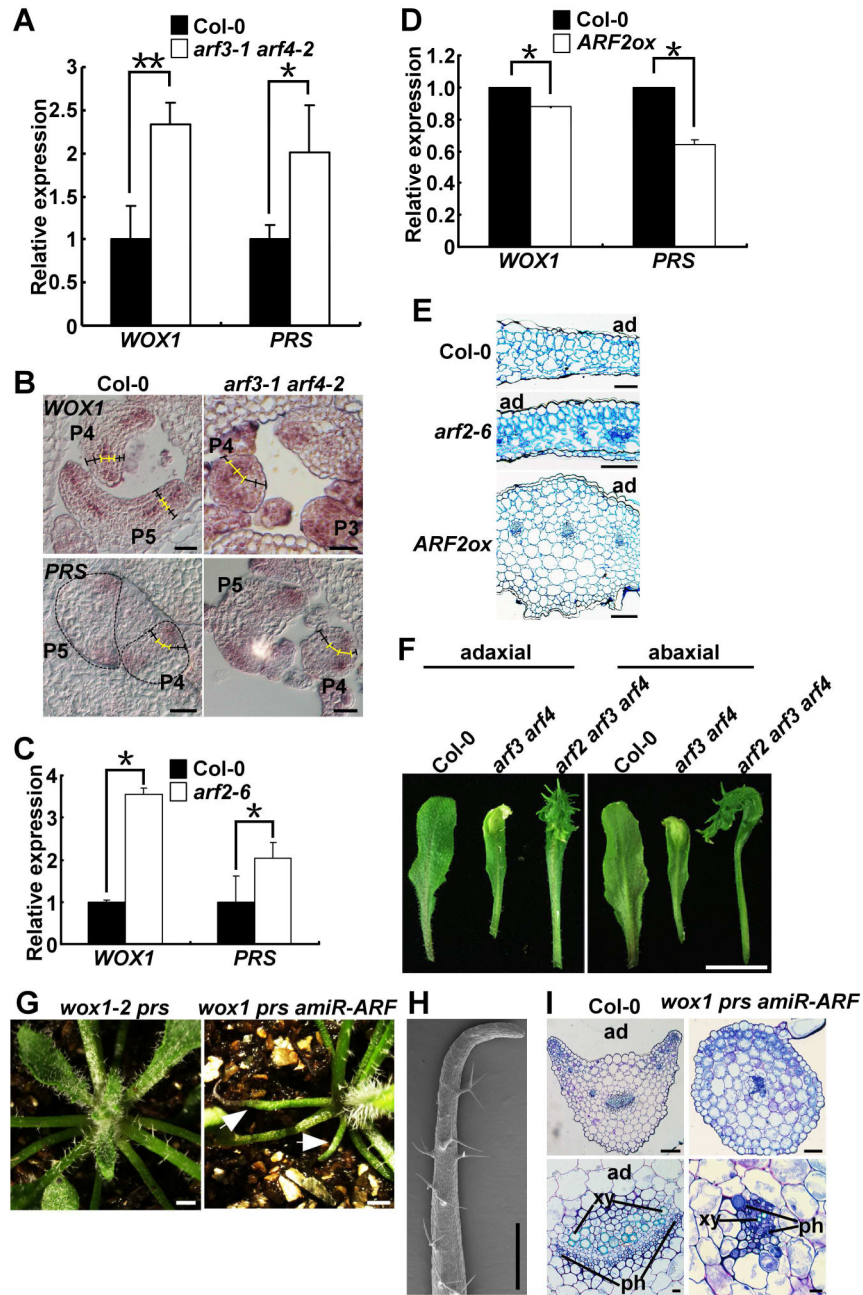 A
Col-0
arf3-1 arf4-2
Relative expression
3
2.5
2
1.5
1
0.5
0
**
*
WOX1
PRS
B
Col-0
arf3-1 arf4-2
WOX1
P4
P5
P4
P3
PRS
P5
P4
P5
P4
C
Col-0
arf2-6
Relative expression
4
3
2
1
0
*
*
WOX1
PRS
D
Col-0
ARF2ox
Relative expression
1.2
1.0
0.8
0.6
0.4
0.2
0
*
*
WOX1
PRS
E
Col-0
ad
arf2-6
ad
ARF2ox
ad
F
adaxial
abaxial
Col-0
arf3 arf4
arf2 arf3 arf4
Col-0
arf3 arf4
arf2 arf3 arf4
G
wox1-2 prs
wox1 prs amiR-ARF
H
I
Col-0
wox1 prs amiR-ARF
ad
ad
xy
ph
xy
ph